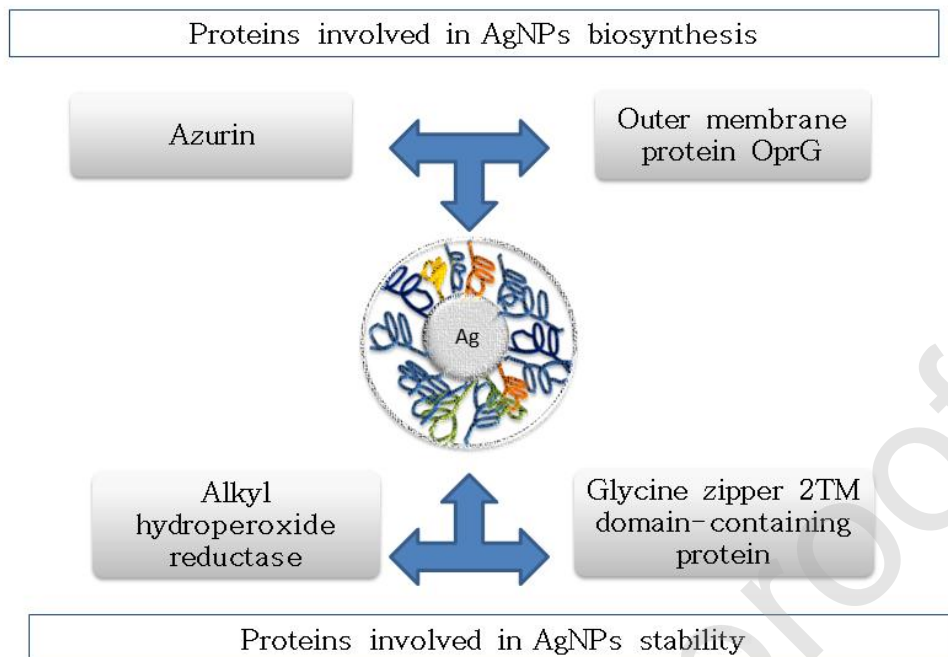 Proteins involved in AgNPs biosynthesis
Azurin
Outer membrane
protein OprG
Ag
Alkyl
hydroperoxide
reductase
Glycine zipper 2TM
domain-containing
protein
Proteins involved in AgNPs stability
proof